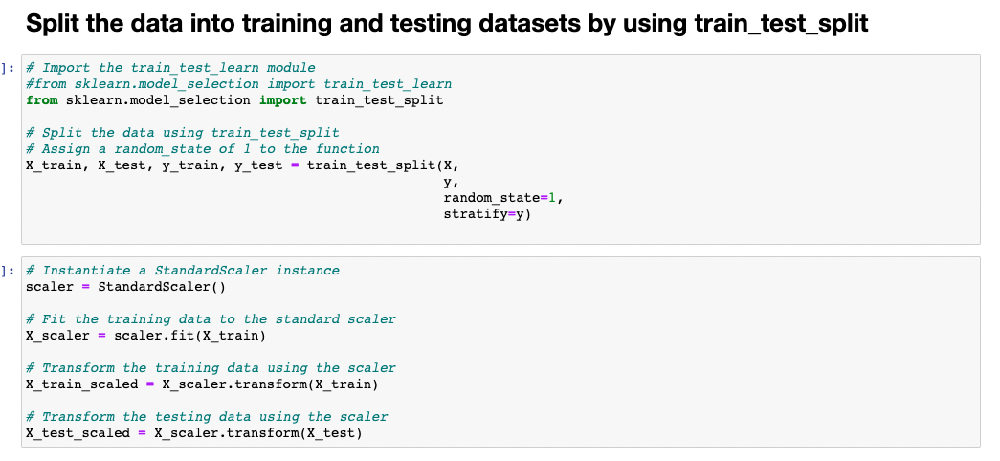 Split the data into training and testing datasets by using train_test_split
]: # Import the train_test_learn module
#from sklearn.model_selection import train_test_learn
from sklearn.model_selection import train_test_split
# Split the data using train_test_split
# Assign a random_state of 1 to the function
X_train, X_test, y_train, y_test = train_test_split(X,
y,
random_state=1,
stratify=y)
]: # Instantiate a StandardScaler instance
scaler = StandardScaler()
# Fit the training data to the standard scaler
X_scaler = scaler.fit(X_train)
# Transform the training data using the scaler
X_train_scaled = X_scaler.transform(X_train)
# Transform the testing data using the scaler
X_test_scaled = X_scaler.transform(X_test)